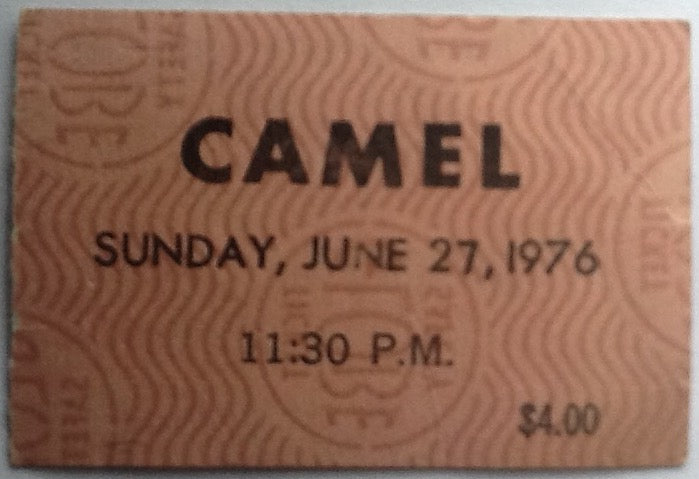 CAMEL
SUNDAY, JUNE 27, 1976
11:30 P.M.
$4.00